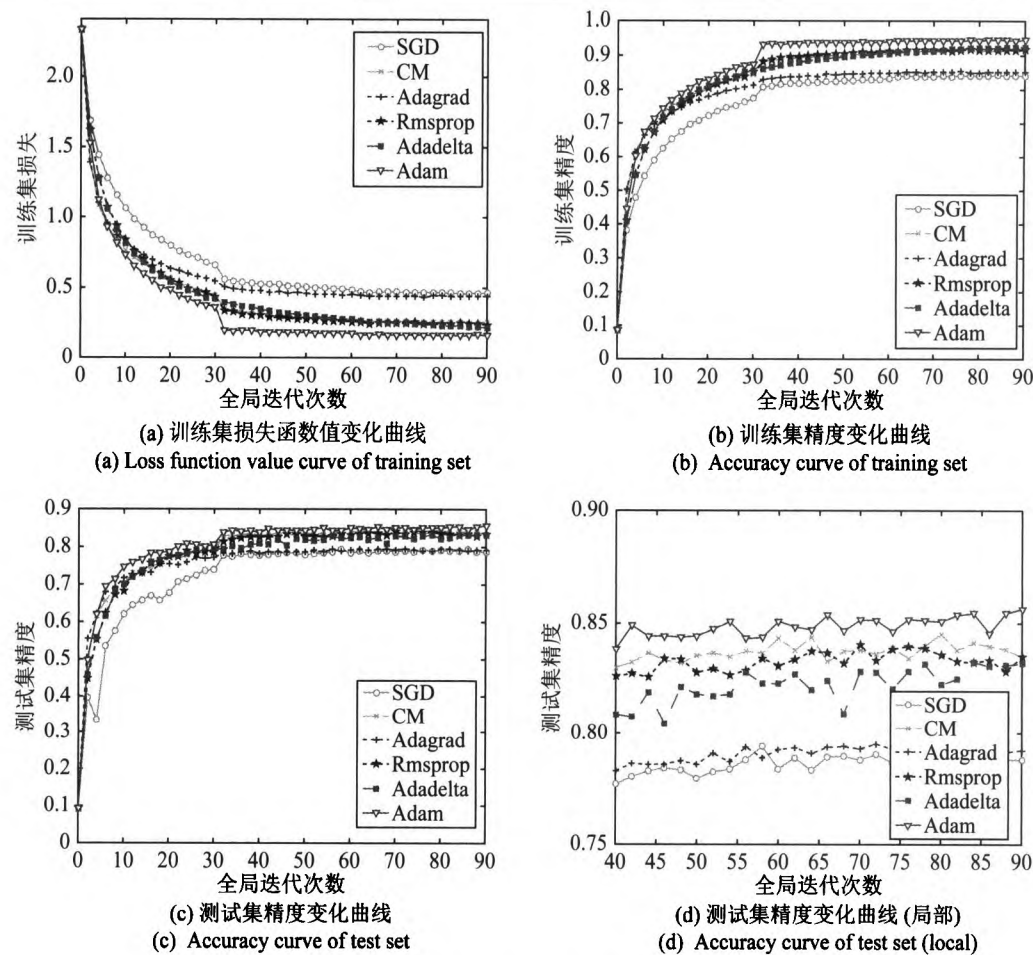 2.0
1.5
1.0
0.5
0
训练集损失
SGD
CM
Adagrad
Rmsprop
Adadelta
Adam
0 10 20 30 40 50 60 70 80 90
全局迭代次数
(a) 训练集损失函数值变化曲线
(a) Loss function value curve of training set
1.0
0.9
0.8
0.7
0.6
0.5
0.4
0.3
0.2
0.1
训练集精度
SGD
CM
Adagrad
Rmsprop
Adadelta
Adam
0 10 20 30 40 50 60 70 80 90
全局迭代次数
(b) 训练集精度变化曲线
(b) Accuracy curve of training set
0.9
0.8
0.7
0.6
0.5
0.4
0.3
0.2
0.1
0
测试集精度
SGD
CM
Adagrad
Rmsprop
Adadelta
Adam
0 10 20 30 40 50 60 70 80 90
全局迭代次数
(c) 测试集精度变化曲线
(c) Accuracy curve of test set
0.90
0.85
0.80
0.75
测试集精度
SGD
CM
Adagrad
Rmsprop
Adadelta
Adam
40 45 50 55 60 65 70 75 80 85 90
全局迭代次数
(d) 测试集精度变化曲线 (局部)
(d) Accuracy curve of test set (local)